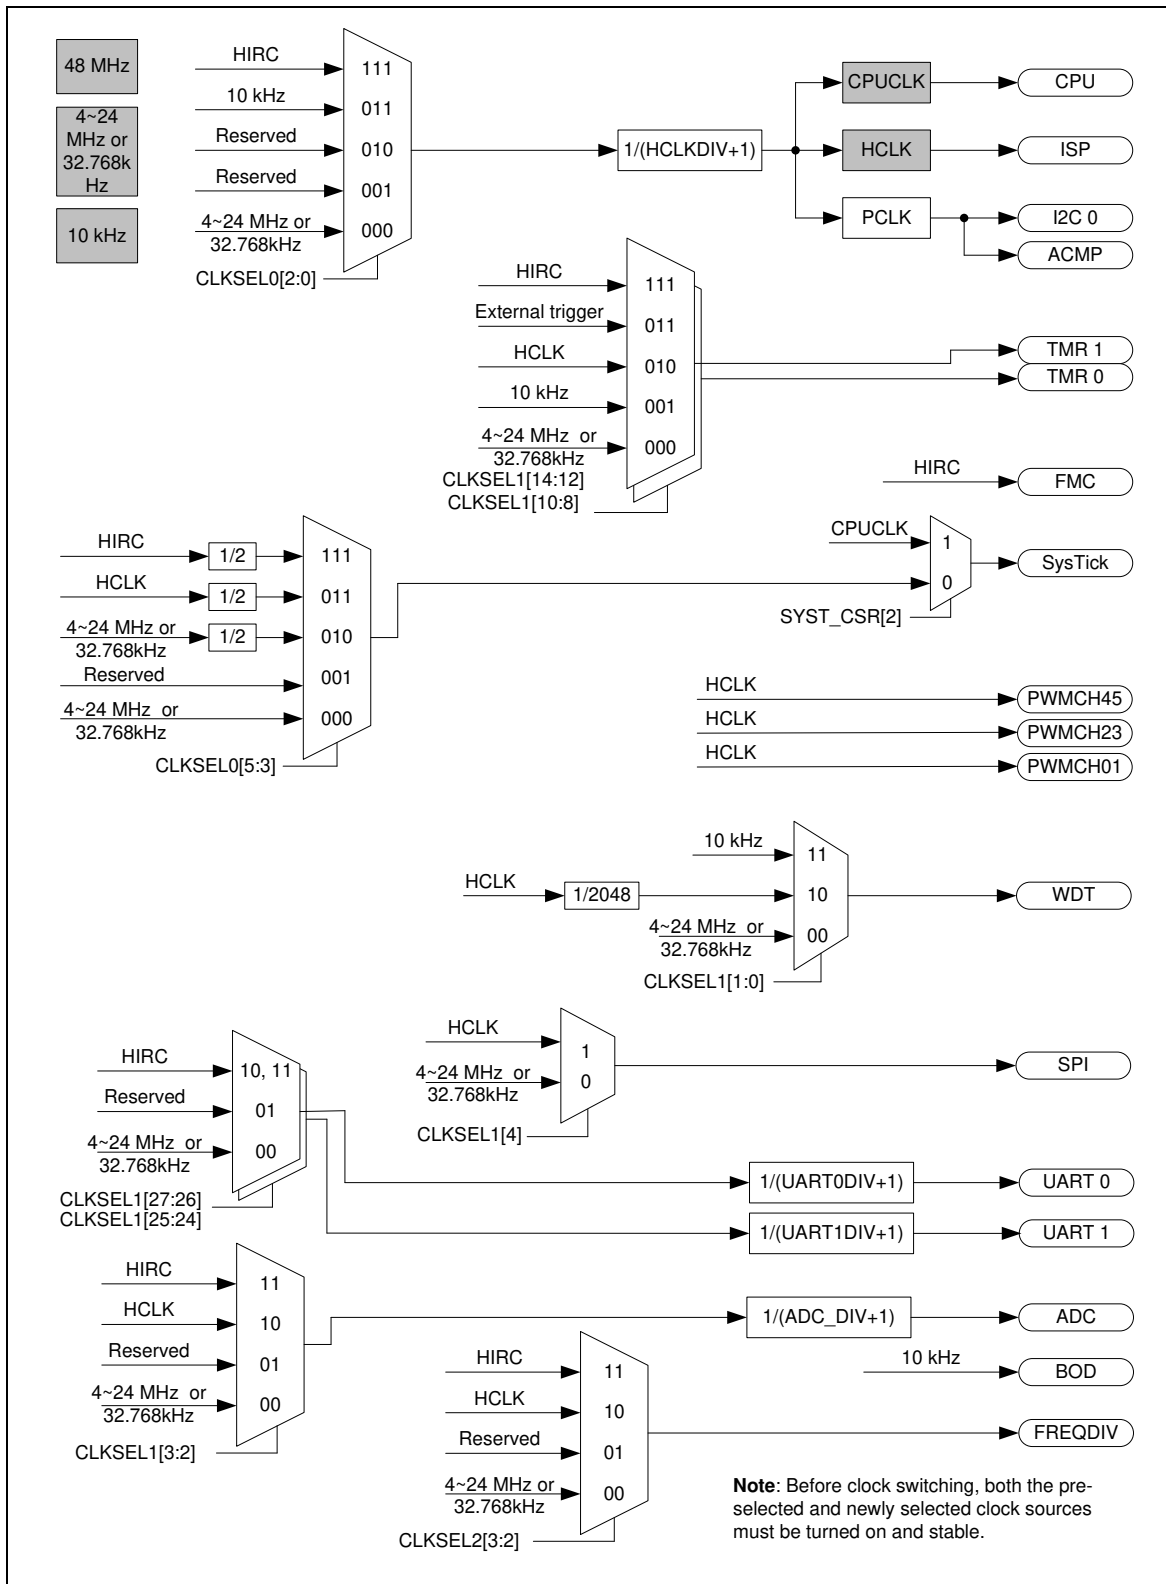 48 MHz
4~24
MHz or
32.768k
Hz
10 kHz
HIRC
111
10 kHz
011
Reserved
010
Reserved
001
4~24 MHz or
32.768kHz
000
CLKSEL0[2:0]
1/(HCLKDIV+1)
CPUCLK
CPU
HCLK
ISP
PCLK
I2C 0
ACMP
HIRC
111
External trigger
011
HCLK
010
10 kHz
001
4~24 MHz or
32.768kHz
000
CLKSEL1[14:12]
CLKSEL1[10:8]
TMR 1
TMR 0
HIRC
FMC
HIRC
1/2
111
HCLK
1/2
011
4~24 MHz or
32.768kHz
1/2
010
Reserved
001
4~24 MHz or
32.768kHz
000
CLKSEL0[5:3]
CPUCLK
1
0
SYST_CSR[2]
SysTick
HCLK
PWMCH45
HCLK
PWMCH23
HCLK
PWMCH01
10 kHz
11
HCLK
1/2048
10
4~24 MHz or
32.768kHz
00
CLKSEL1[1:0]
WDT
HCLK
1
4~24 MHz or
32.768kHz
0
CLKSEL1[4]
SPI
HIRC
10, 11
Reserved
01
4~24 MHz or
32.768kHz
00
CLKSEL1[27:26]
CLKSEL1[25:24]
1/(UART0DIV+1)
UART 0
1/(UART1DIV+1)
UART 1
HIRC
11
HCLK
10
Reserved
01
4~24 MHz or
32.768kHz
00
CLKSEL1[3:2]
1/(ADC_DIV+1)
ADC
10 kHz
BOD
HIRC
11
HCLK
10
Reserved
01
4~24 MHz or
32.768kHz
00
CLKSEL2[3:2]
FREQDIV
Note: Before clock switching, both the pre-
selected and newly selected clock sources
must be turned on and stable.